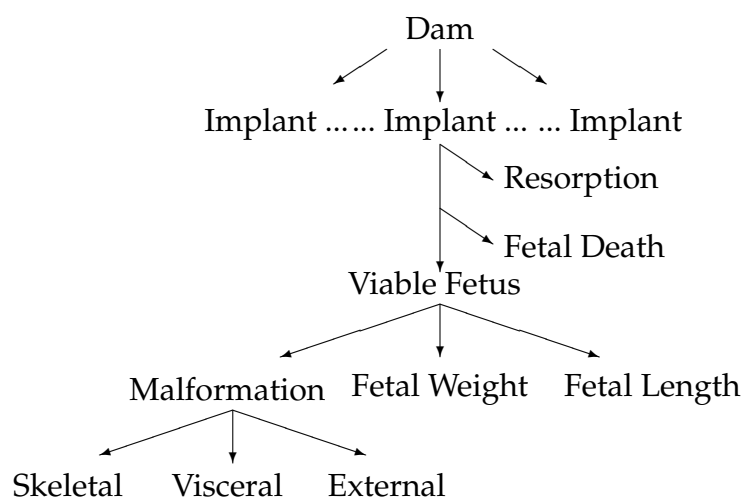 Dam
Implant ... ... Implant ... ... Implant
Resorption
Fetal Death
Viable Fetus
Malformation Fetal Weight Fetal Length
Skeletal Visceral External